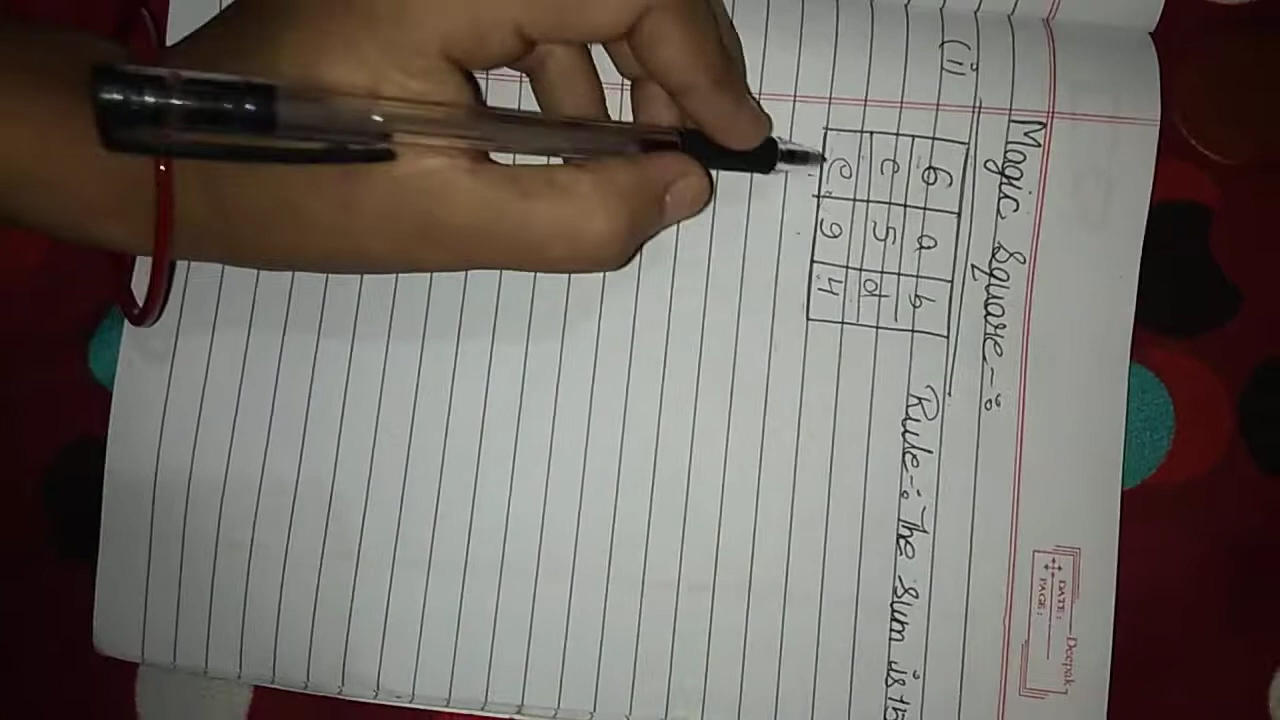 Deepak
DATE:
PAGE:
Magic Square-:
(i)
6 a b
c 5 d
e 9 4
Rule-: The sum is 15